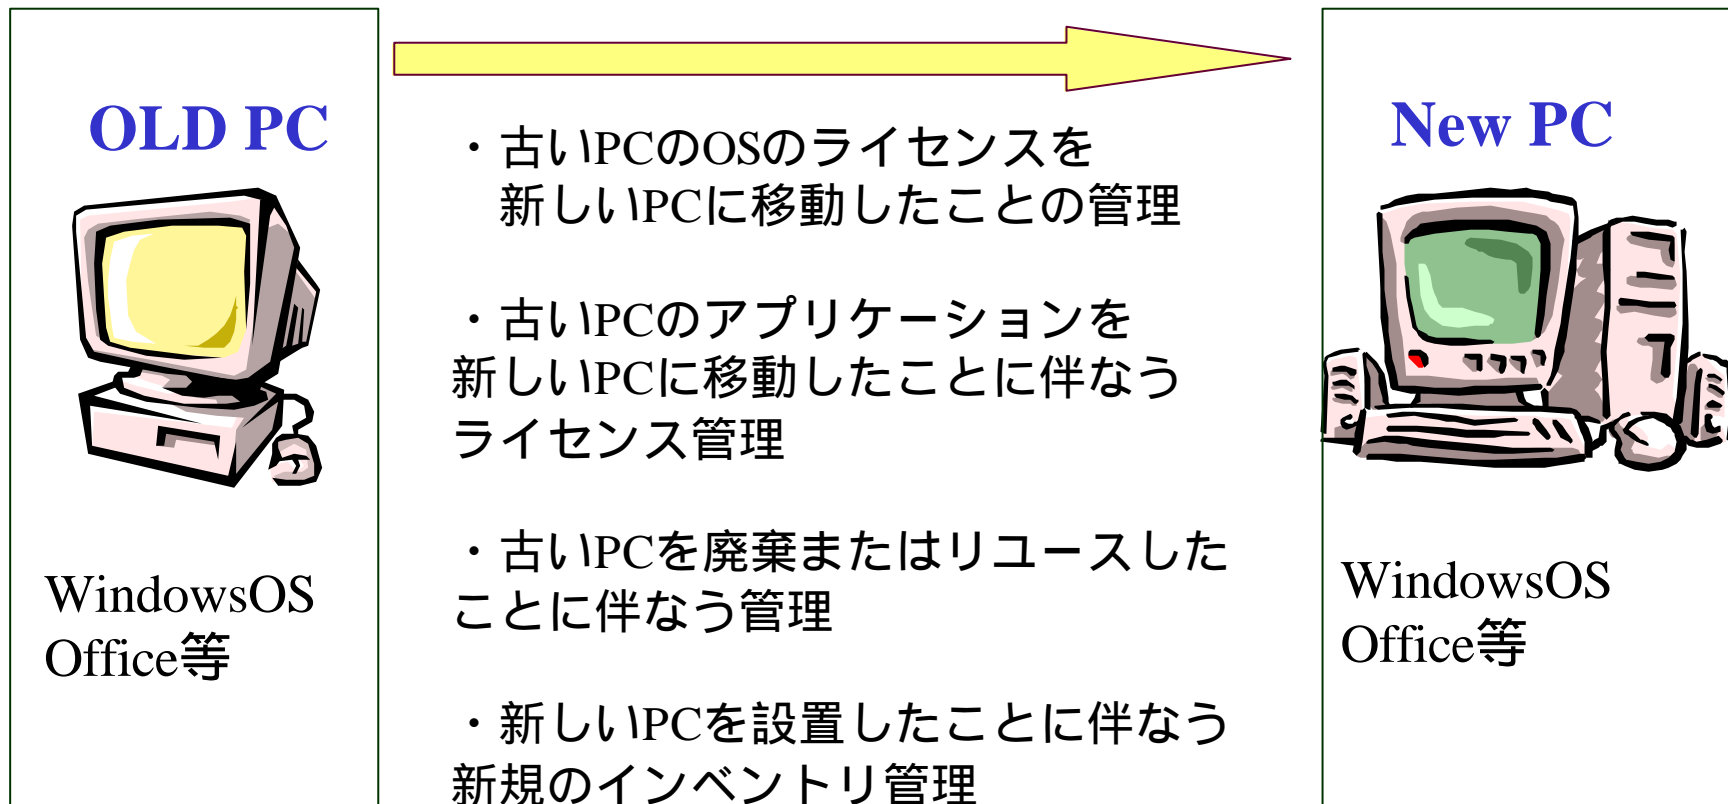 OLD PC
WindowsOS
Office等
・古いPCのOSのライセンスを
新しいPCに移動したことの管理
・古いPCのアプリケーションを
新しいPCに移動したことに伴なう
ライセンス管理
・古いPCを廃棄またはリユースした
ことに伴なう管理
・新しいPCを設置したことに伴なう
新規のインベントリ管理
New PC
WindowsOS
Office等